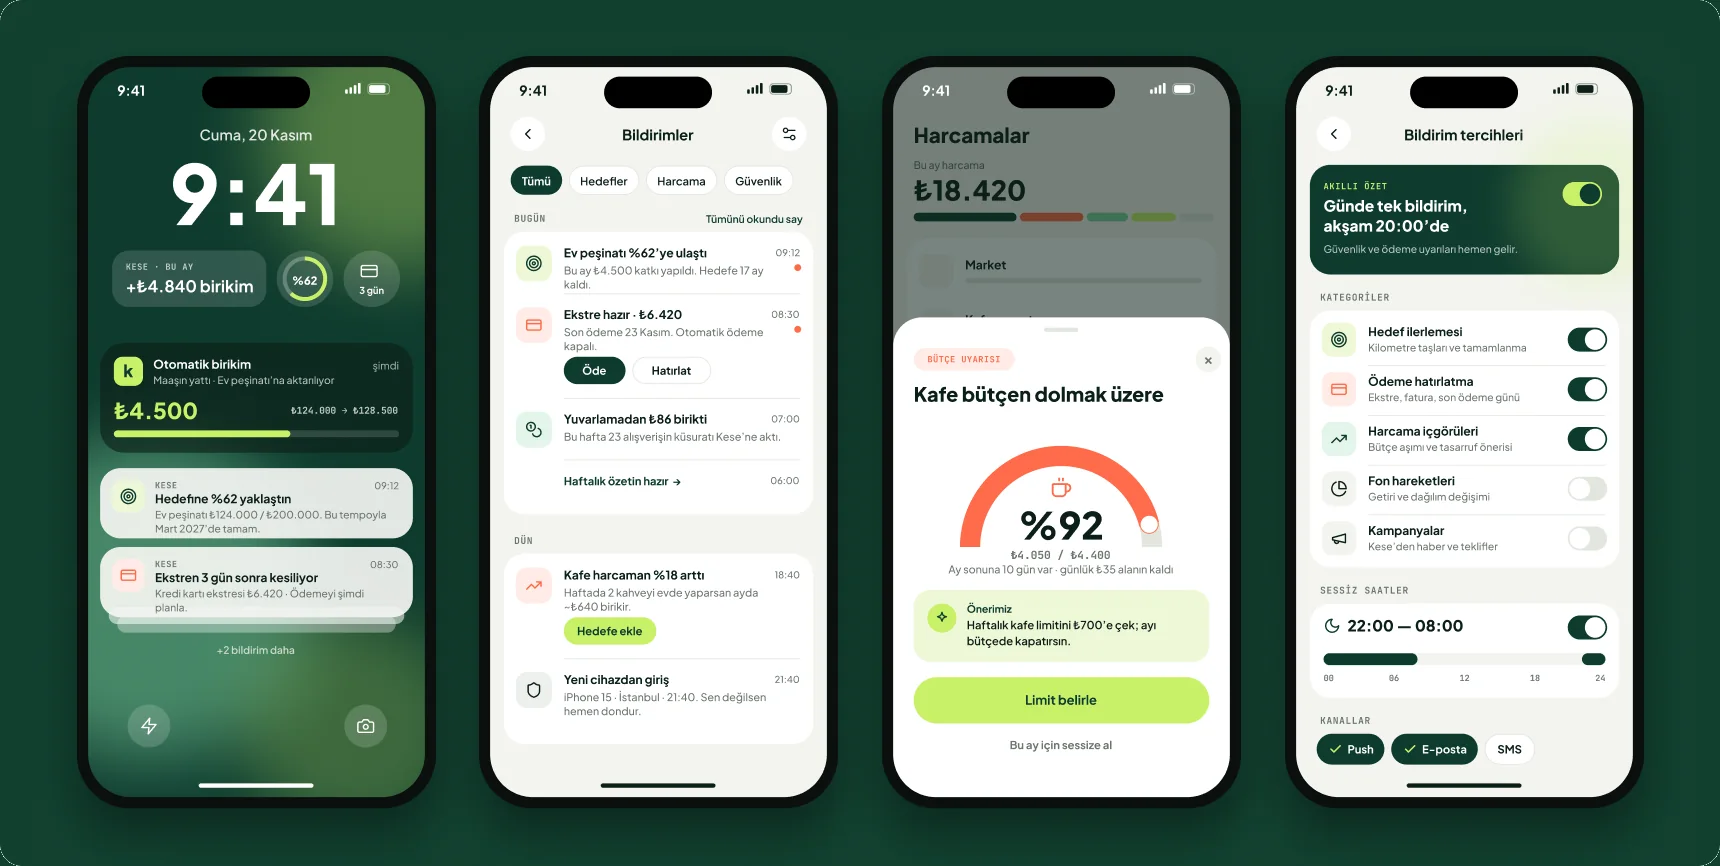 9:41
Cuma, 20 Kasım
9:41
KESE · BU AY
+₺4.840 birikim
%62
3 gün
k
Otomatik birikim
şimdi
Maaşın yattı · Ev peşinatı'na aktarılıyor
₺4.500
₺124.000 → ₺128.500
KESE
09:12
Hedefine %62 yaklaştın
Ev peşinatı ₺124.000 / ₺200.000. Bu tempoyla
Mart 2027'de tamam.
KESE
08:30
Ekstren 3 gün sonra kesiliyor
Kredi kartı ekstresi ₺6.420 · Ödemeyi şimdi
planla.
+2 bildirim daha
9:41
Bildirimler
Tümü
Hedefler
Harcama
Güvenlik
BUGÜN
Tümünü okundu say
Ev peşinatı %62'ye ulaştı
09:12
Bu ay ₺4.500 katkı yapıldı. Hedefe 17 ay
kaldı.
Ekstre hazır · ₺6.420
08:30
Son ödeme 23 Kasım. Otomatik ödeme
kapalı.
Öde
Hatırlat
Yuvarlamadan ₺86 birikti
07:00
Bu hafta 23 alışverişin küsuratı Kese'ne aktı.
Haftalık özetin hazır →
06:00
DÜN
Kafe harcaman %18 arttı
18:40
Haftada 2 kahveyi evde yaparsan ayda
~₺640 birikir.
Hedefe ekle
Yeni cihazdan giriş
21:40
iPhone 15 · İstanbul · 21:40. Sen değilsen
hemen dondur.
9:41
Harcamalar
Bu ay harcama
₺18.420
Market
BÜTÇE UYARISI
Kafe bütçen dolmak üzere
%92
₺4.050 / ₺4.400
Ay sonuna 10 gün var · günlük ₺35 alanın kaldı
Önerimiz
Haftalık kafe limitini ₺700'e çek; ayı
bütçede kapatırsın.
Limit belirle
Bu ay için sessize al
9:41
Bildirim tercihleri
AKILLI ÖZET
Günde tek bildirim,
akşam 20:00'de
Güvenlik ve ödeme uyarıları hemen gelir.
KATEGORİLER
Hedef ilerlemesi
Kilometre taşları ve tamamlanma
Ödeme hatırlatma
Ekstre, fatura, son ödeme günü
Harcama içgörüleri
Bütçe aşımı ve tasarruf önerisi
Fon hareketleri
Getiri ve dağılım değişimi
Kampanyalar
Kese'den haber ve teklifler
SESSİZ SAATLER
22:00 — 08:00
00 06 12 18 24
KANALLAR
Push
E-posta
SMS